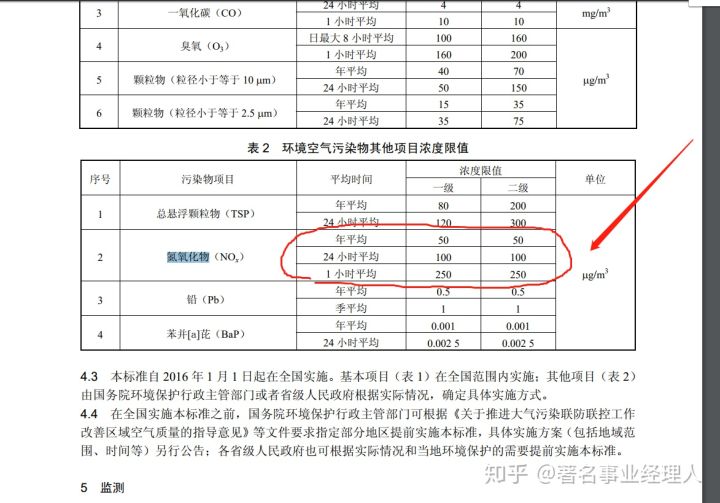 3 一氧化碳（CO） 24 小时平均 4 4 mg/m³
1 小时平均 10 10
4 臭氧（O₃） 日最大 8 小时平均 100 160 μg/m³
1 小时平均 160 200
5 颗粒物（粒径小于等于 10 μm） 年平均 40 70
24 小时平均 50 150
6 颗粒物（粒径小于等于 2.5 μm） 年平均 15 35
24 小时平均 35 75
表 2 环境空气污染物其他项目浓度限值
序号 污染物项目 平均时间 浓度限值 单位
一级 二级
1 总悬浮颗粒物（TSP） 年平均 80 200 μg/m³
24 小时平均 120 300
2 氮氧化物（NOₓ） 年平均 50 50
24 小时平均 100 100
1 小时平均 250 250
3 铅（Pb） 年平均 0.5 0.5
季平均 1 1
4 苯并[a]芘（BaP） 年平均 0.001 0.001
24 小时平均 0.002 5 0.002 5
4.3 本标准自 2016 年 1 月 1 日起在全国实施。基本项目（表 1）在全国范围内实施；其他项目（表 2）
由国务院环境保护行政主管部门或者省级人民政府根据实际情况，确定具体实施方式。
4.4 在全国实施本标准之前，国务院环境保护行政主管部门可根据《关于推进大气污染联防联控工作
改善区域空气质量的指导意见》等文件要求指定部分地区提前实施本标准，具体实施方案（包括地域范
围、时间等）另行公告；各省级人民政府也可根据实际情况和当地环境保护的需要提前实施本标准。
5 监测
知乎 @著名事业经理人